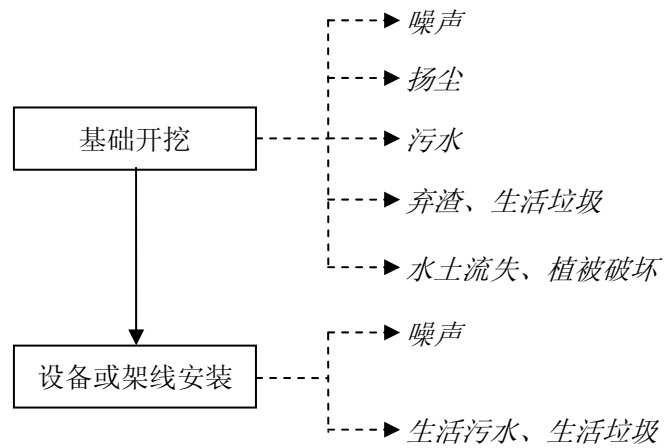 噪声
扬尘
基础开挖
污水
弃渣、生活垃圾
水土流失、植被破坏
噪声
设备或架线安装
生活污水、生活垃圾